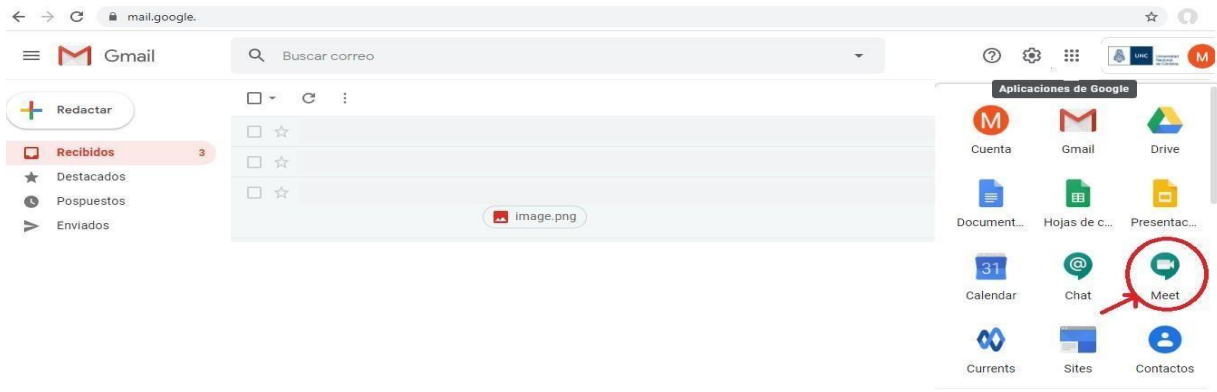 mail.google.
Gmail
Buscar correo
UNC
M
Aplicaciones de Google
Redactar
Recibidos 3
Destacados
Pospuestos
Enviados
image.png
M
Cuenta
Gmail
Drive
Document...
Hojas de c...
Presentac...
31
Calendar
Chat
Meet
Currents
Sites
Contactos